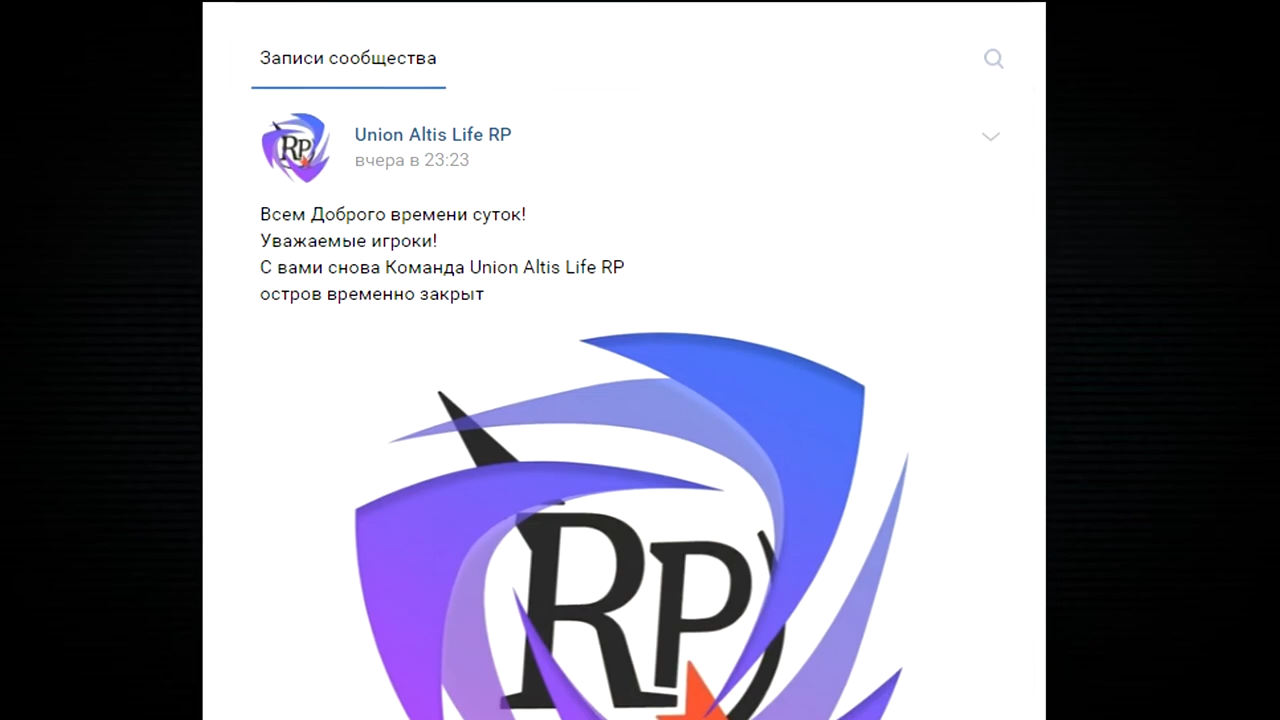 Записи сообщества
RP
Union Altis Life RP
вчера в 23:23
Всем Доброго времени суток!
Уважаемые игроки!
С вами снова Команда Union Altis Life RP
остров временно закрыт
RP